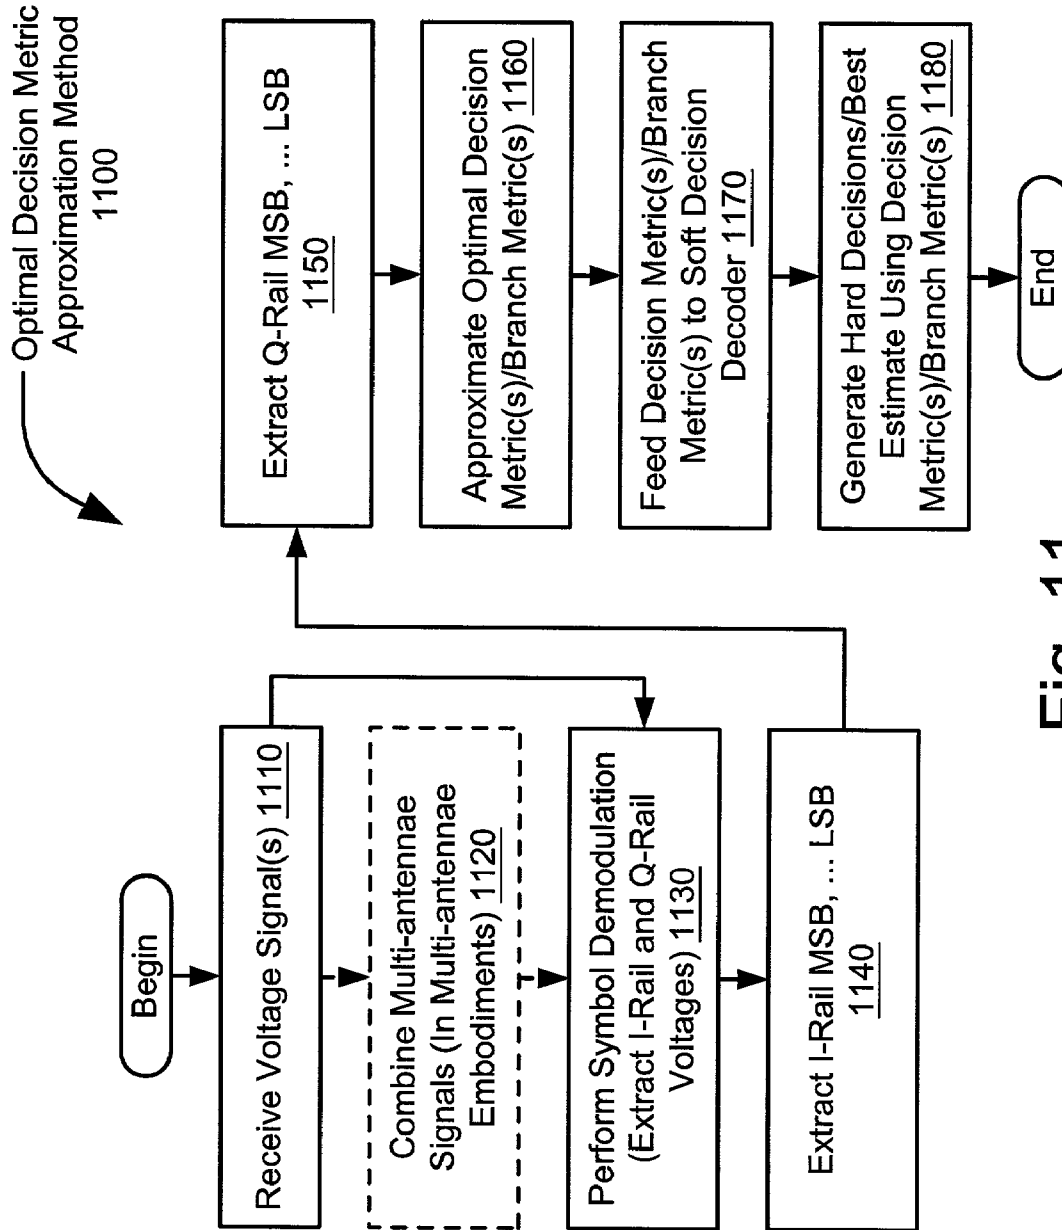 Optimal Decision Metric
Approximation Method
1100
Begin
Receive Voltage Signal(s) 1110
Combine Multi-antennae
Signals (In Multi-antennae
Embodiments) 1120
Perform Symbol Demodulation
(Extract I-Rail and Q-Rail
Voltages) 1130
Extract I-Rail MSB, ... LSB
1140
Extract Q-Rail MSB, ... LSB
1150
Approximate Optimal Decision
Metric(s)/Branch Metric(s) 1160
Feed Decision Metric(s)/Branch
Metric(s) to Soft Decision
Decoder 1170
Generate Hard Decisions/Best
Estimate Using Decision
Metric(s)/Branch Metric(s) 1180
End
Fig. 11